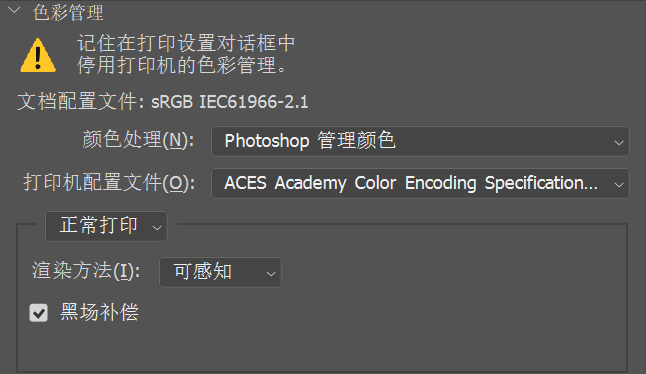 色彩管理
记住在打印设置对话框中
停用打印机的色彩管理。
文档配置文件: sRGB IEC61966-2.1
颜色处理(N): Photoshop 管理颜色
打印机配置文件(O): ACES Academy Color Encoding Specification...
正常打印
渲染方法(I): 可感知
黑场补偿